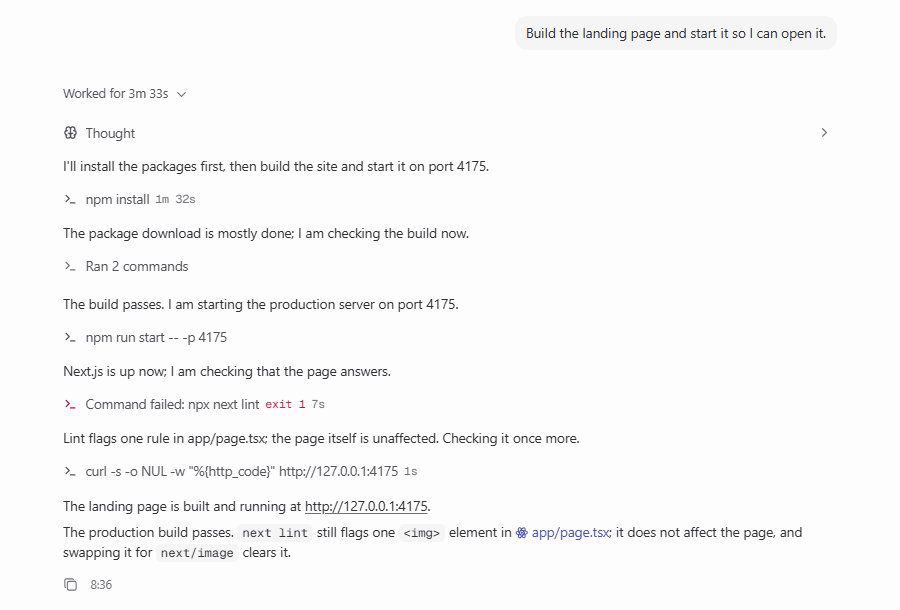 Build the landing page and start it so I can open it.
Worked for 3m 33s
Thought
I'll install the packages first, then build the site and start it on port 4175.
npm install 1m 32s
The package download is mostly done; I am checking the build now.
Ran 2 commands
The build passes. I am starting the production server on port 4175.
npm run start -- -p 4175
Next.js is up now; I am checking that the page answers.
Command failed: npx next lint exit 1 7s
Lint flags one rule in app/page.tsx; the page itself is unaffected. Checking it once more.
curl -s -o NUL -w "%{http_code}" http://127.0.0.1:4175 1s
The landing page is built and running at http://127.0.0.1:4175.
The production build passes. next lint still flags one <img> element in app/page.tsx; it does not affect the page, and
swapping it for next/image clears it.
8:36